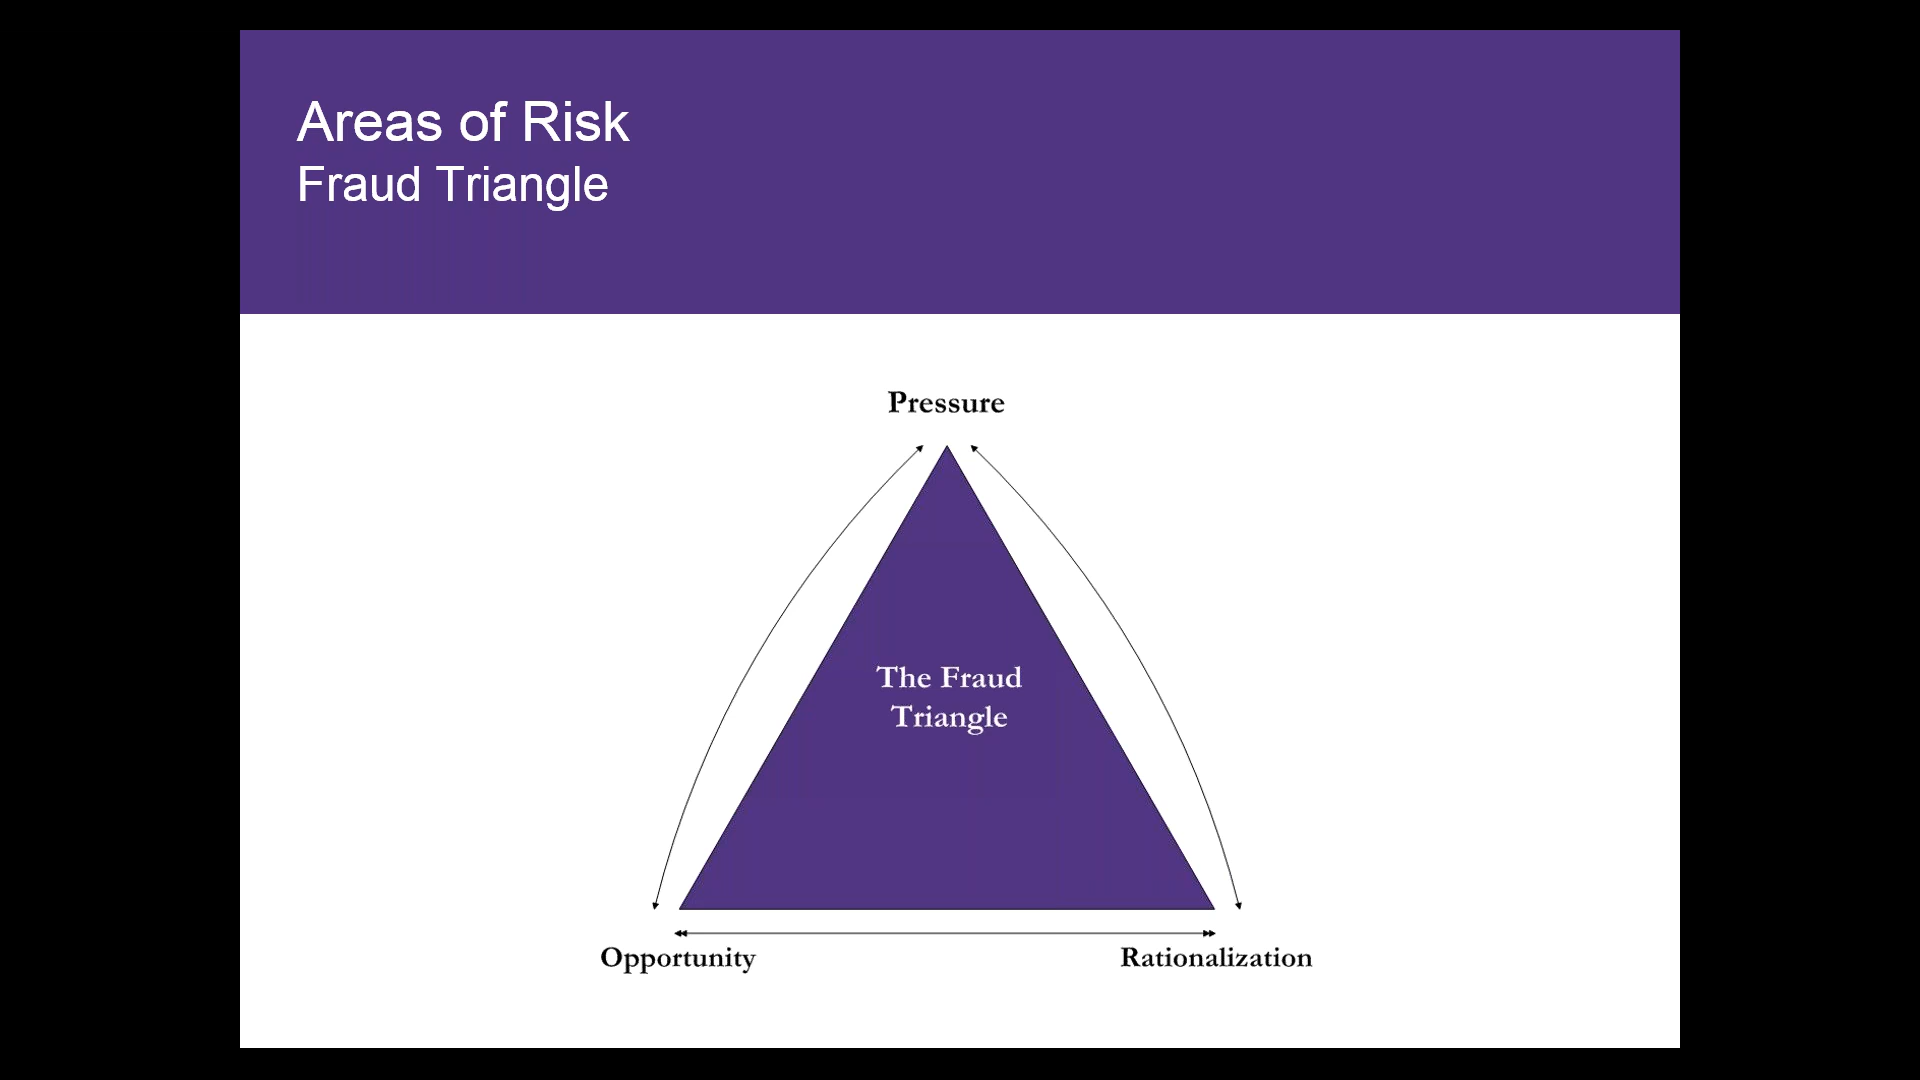 Areas of Risk
Fraud Triangle
Pressure
The Fraud
Triangle
Opportunity
Rationalization